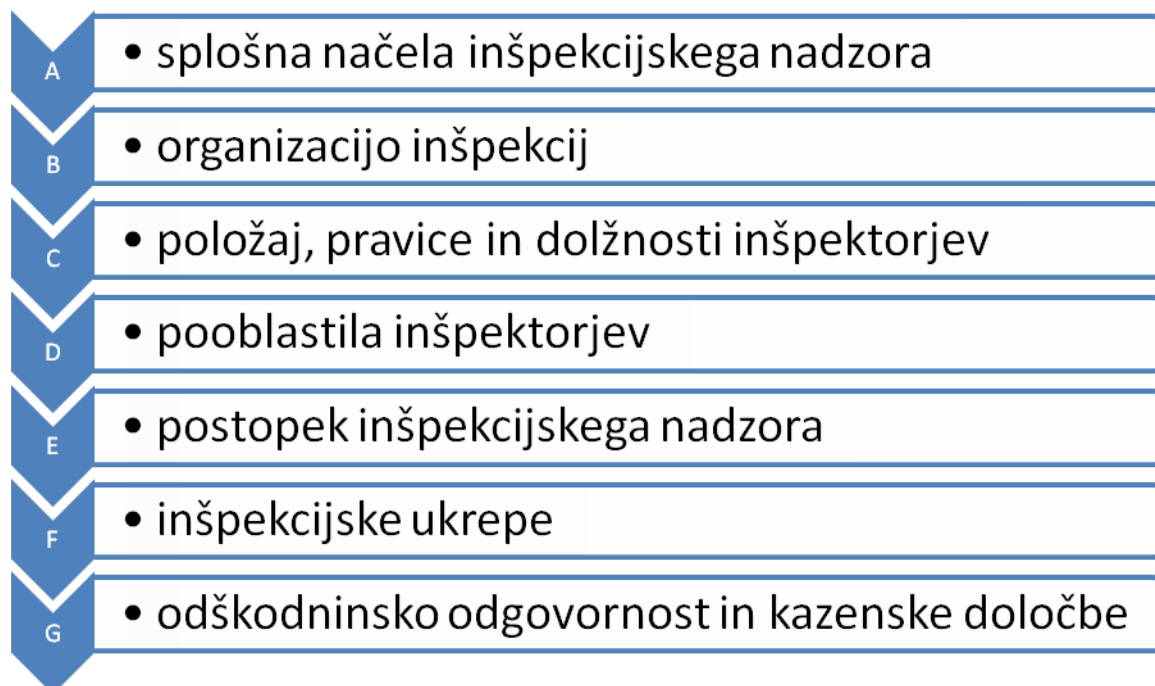 A
• splošna načela inšpekcijskega nadzora
B
• organizacijo inšpekcij
C
• položaj, pravice in dolžnosti inšpektorjev
D
• pooblastila inšpektorjev
E
• postopek inšpekcijskega nadzora
F
• inšpekcijske ukrepe
G
• odškodninsko odgovornost in kazenske določbe